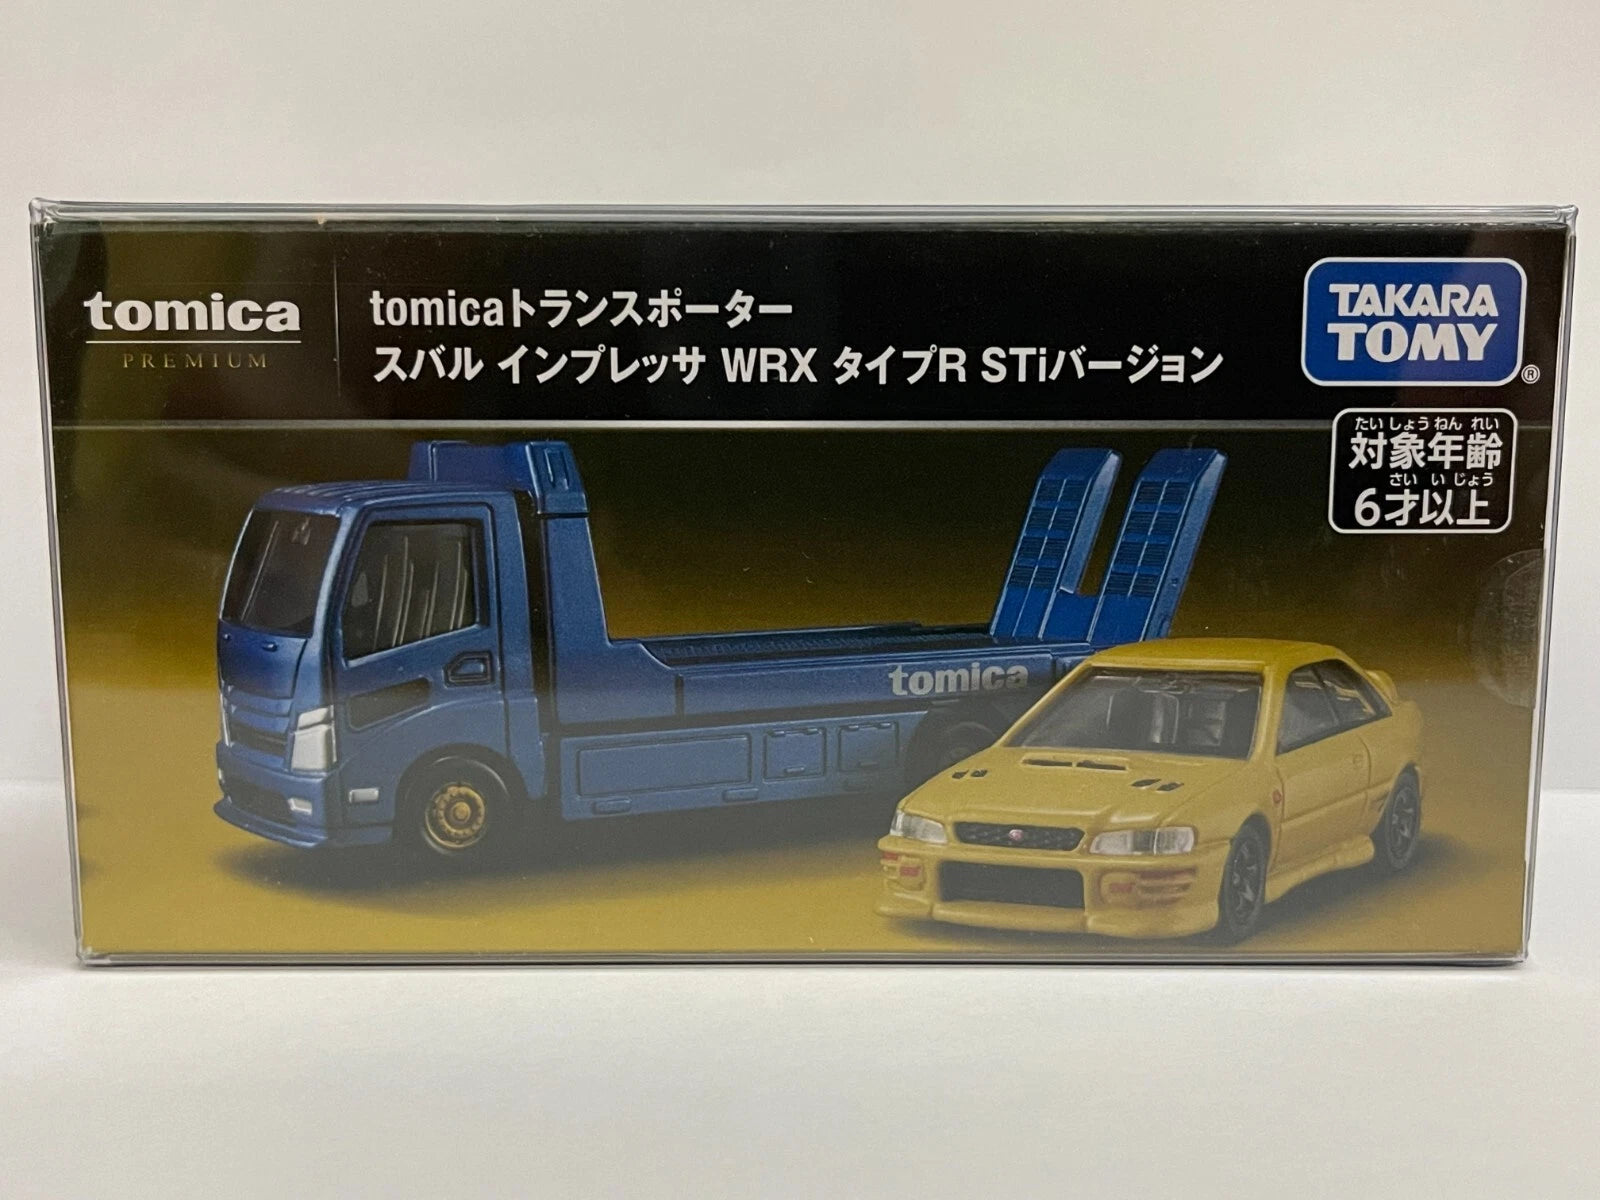 tomica
PREMIUM
tomicaトランスポーター
スバル インプレッサ WRX タイプR STiバージョン
TAKARA
TOMY
®
たい しょう ねん れい
対象年齢
さい い じょう
6才以上
tomica